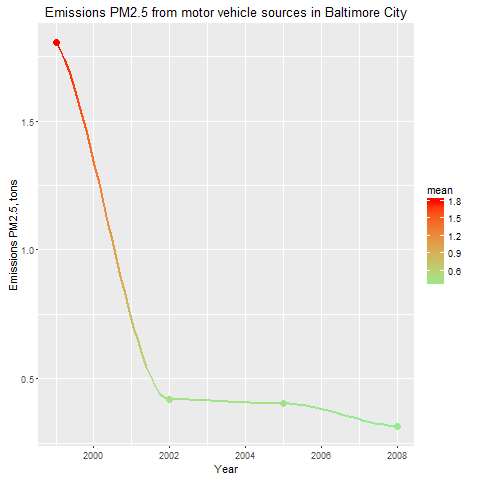 Emissions PM2.5 from motor vehicle sources in Baltimore City
Emissions PM2.5, tons
1.5
1.0
0.5
2000 2002 2004 2006 2008
Year
mean
1.8
1.5
1.2
0.9
0.6